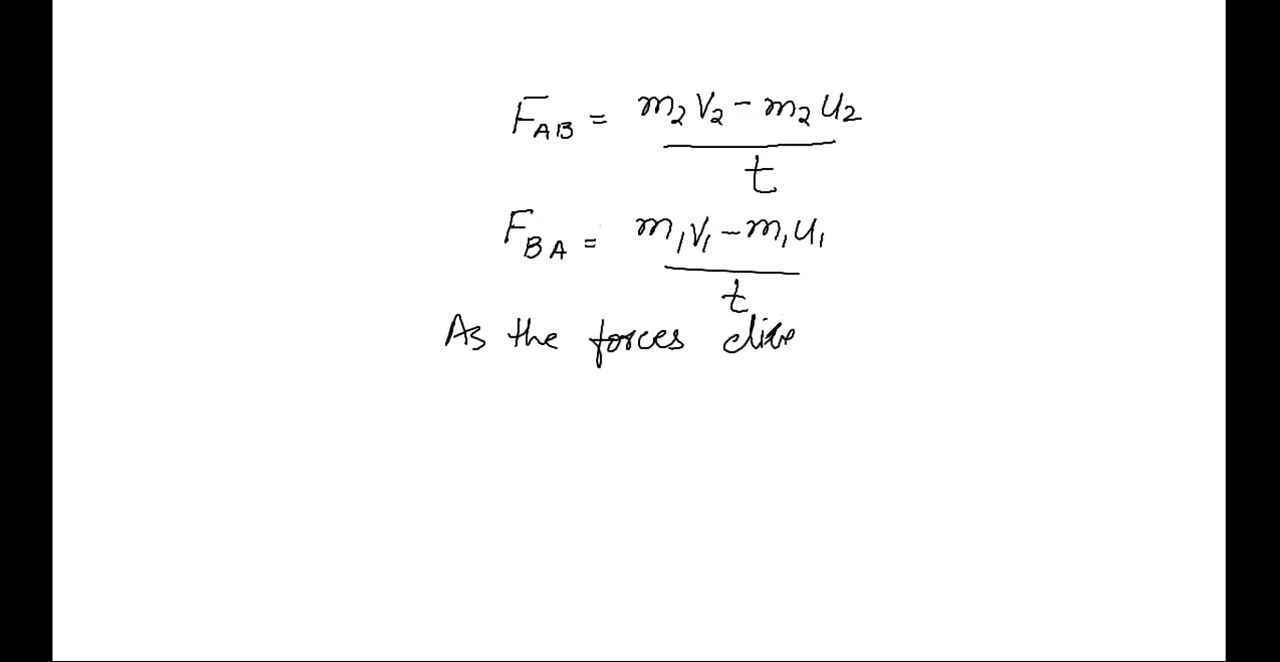 F_AB = (m₂V₂ - m₂u₂) / t
F_BA = (m₁V₁ - m₁u₁) / t
As the forces